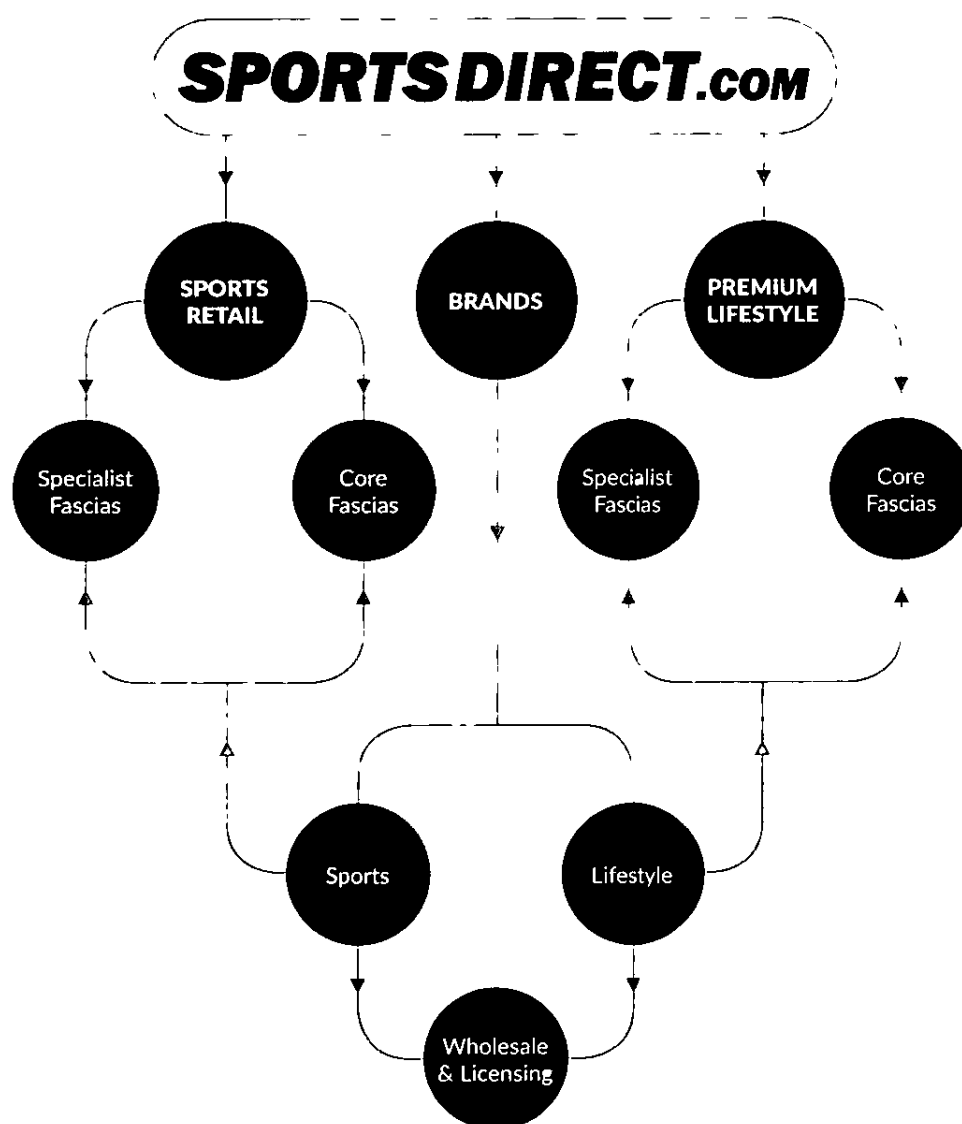 SPORTSDIRECT.COM
SPORTS
RETAIL
BRANDS
PREMIUM
LIFESTYLE
Specialist
Fascias
Core
Fascias
Specialist
Fascias
Core
Fascias
Sports
Lifestyle
Wholesale
& Licensing